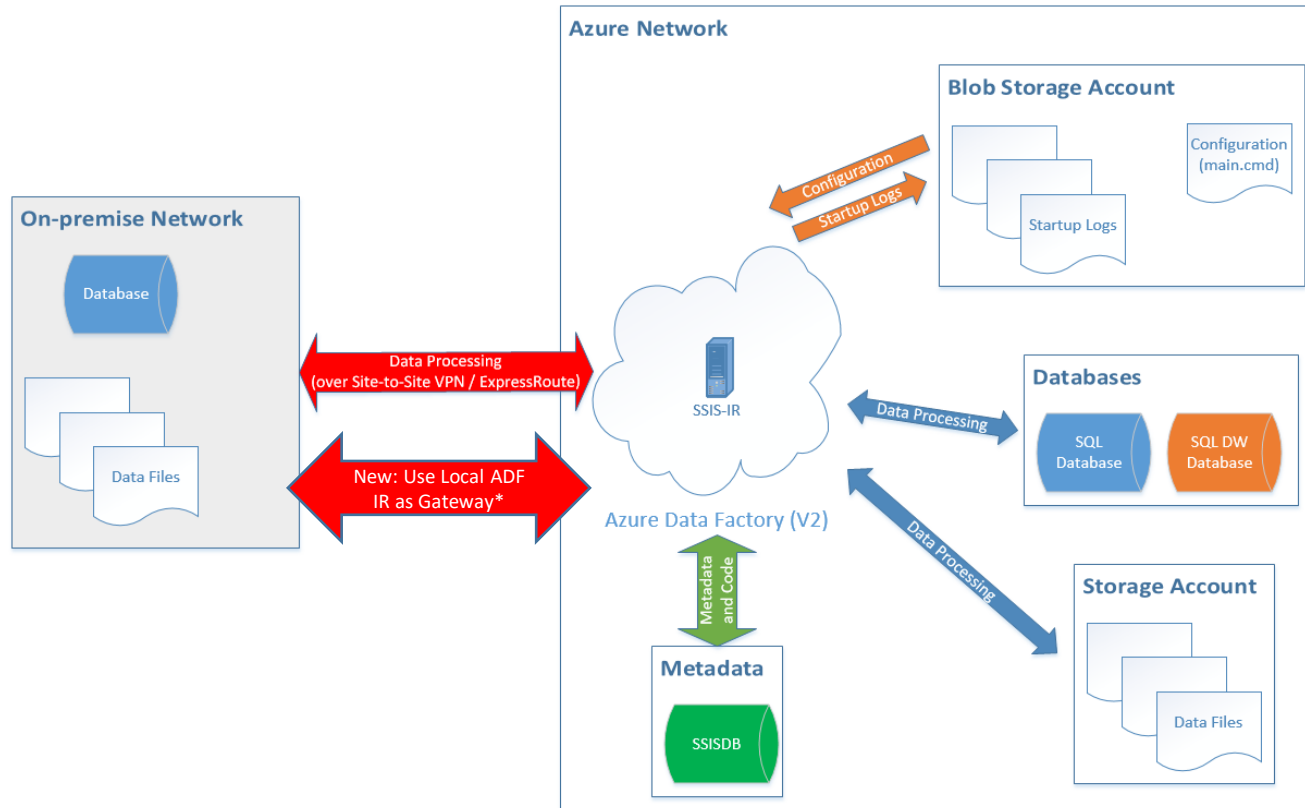 Azure Network
Blob Storage Account
Configuration
(main.cmd)
Startup Logs
Configuration
Startup Logs
On-premise Network
Database
Data Files
Data Processing
(over Site-to-Site VPN / ExpressRoute)
New: Use Local ADF
IR as Gateway*
SSIS-IR
Azure Data Factory (V2)
Data Processing
Databases
SQL
Database
SQL DW
Database
Data Processing
Storage Account
Data Files
Metadata
and Code
Metadata
SSISDB